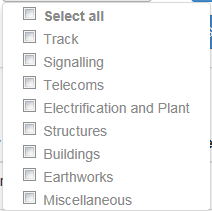 Select all
Track
Signalling
Telecoms
Electrification and Plant
Structures
Buildings
Earthworks
Miscellaneous